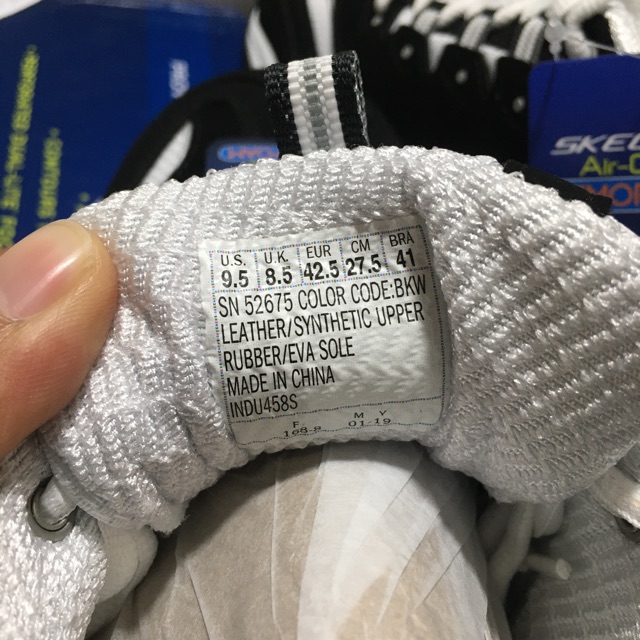 U.S. U.K. EUR CM BRA
9.5 8.5 42.5 27.5 41
SN 52675 COLOR CODE:BKW
LEATHER/SYNTHETIC UPPER
RUBBER/EVA SOLE
MADE IN CHINA
INDU458S
F. M Y
01-19
SKE
Air-